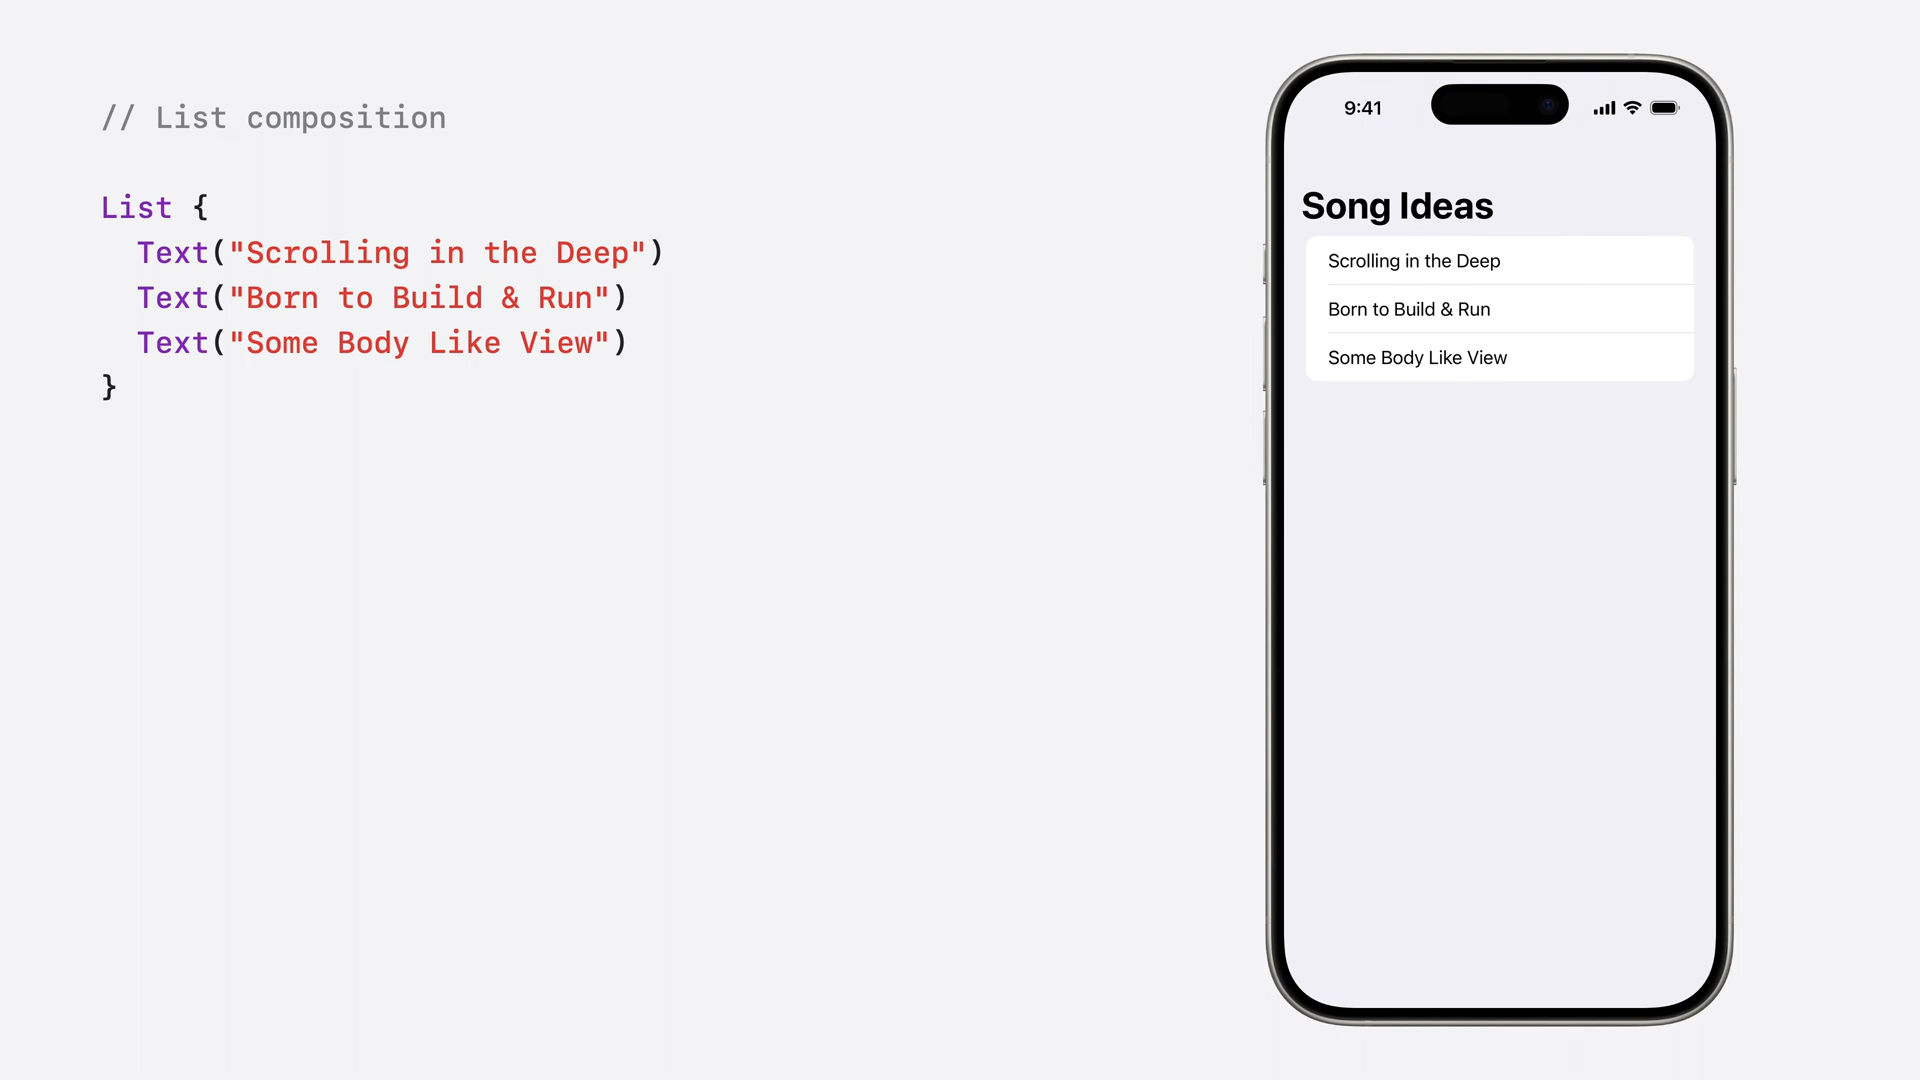 // List composition
List {
Text("Scrolling in the Deep")
Text("Born to Build & Run")
Text("Some Body Like View")
}
9:41
Song Ideas
Scrolling in the Deep
Born to Build & Run
Some Body Like View